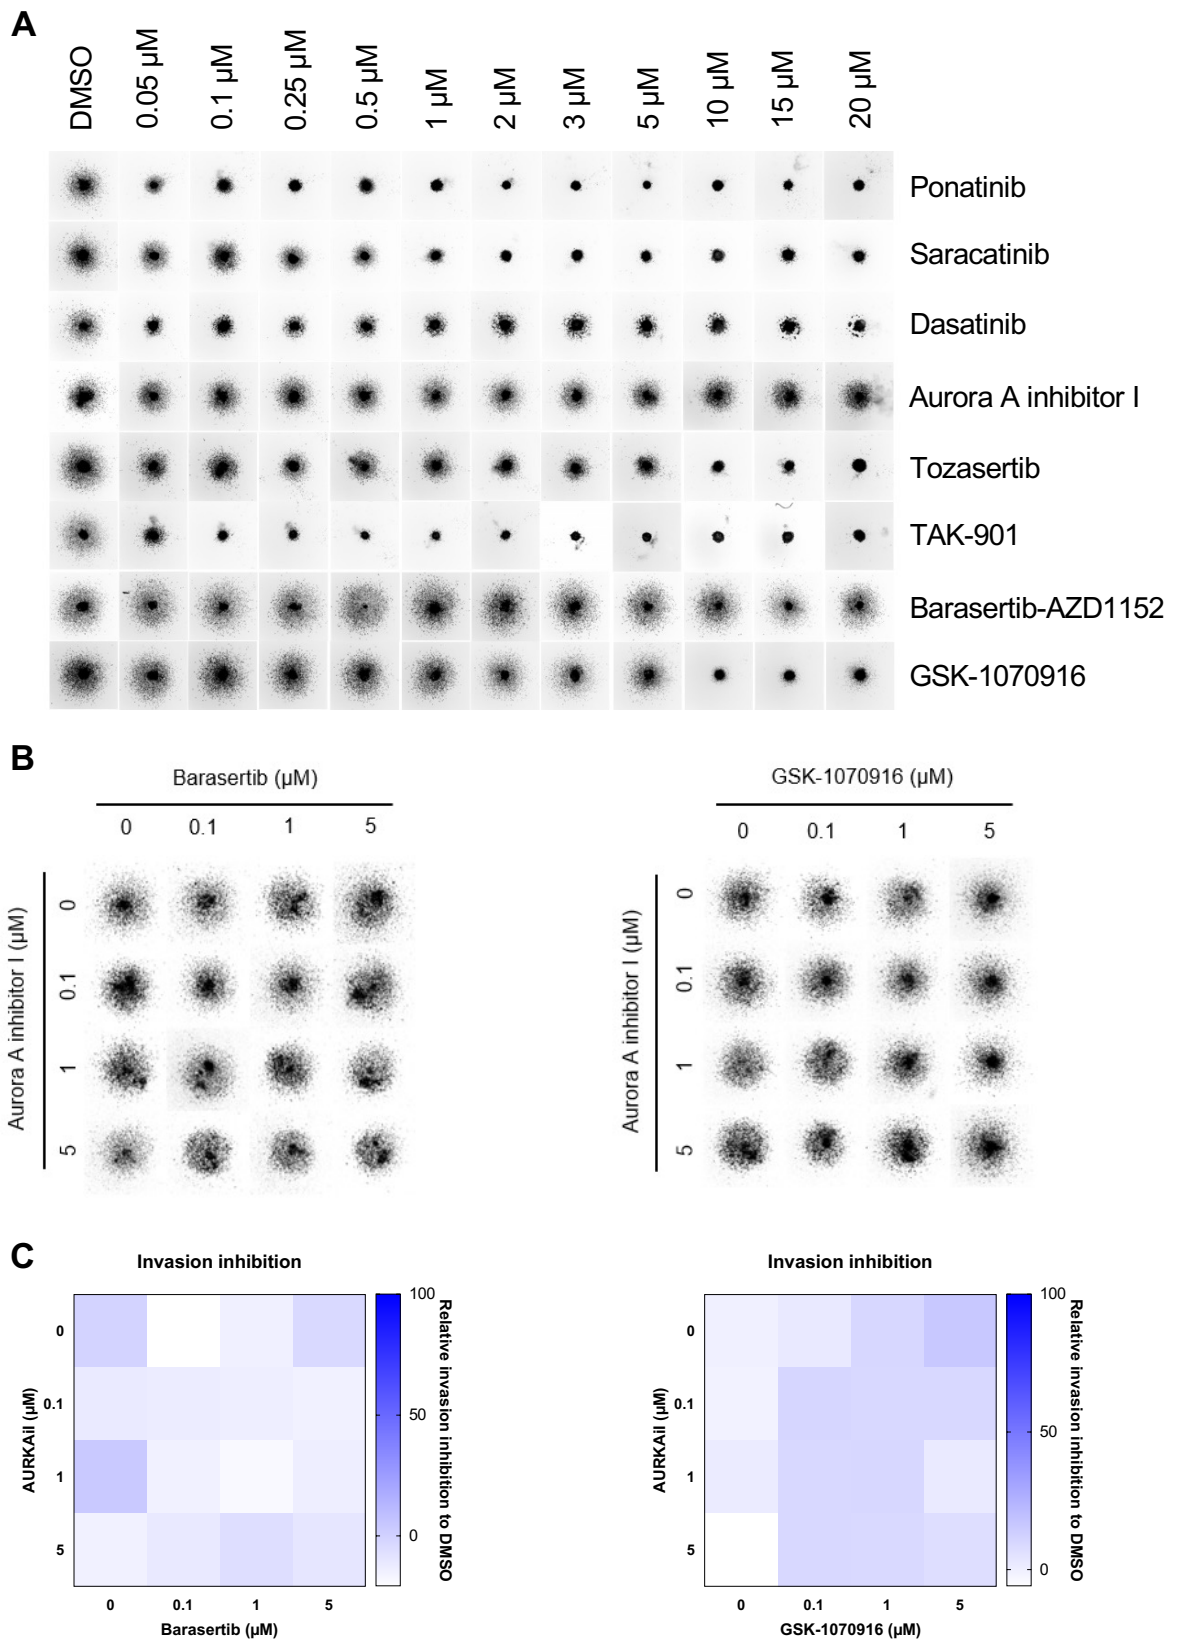 A
DMSO 0.05 µM 0.1 µM 0.25 µM 0.5 µM 1 µM 2 µM 3 µM 5 µM 10 µM 15 µM 20 µM
Ponatinib
Saracatinib
Dasatinib
Aurora A inhibitor I
Tozasertib
TAK-901
Barasertib-AZD1152
GSK-1070916
B
Barasertib (µM)
0 0.1 1 5
Aurora A inhibitor I (µM)
0
0.1
1
5
GSK-1070916 (µM)
0 0.1 1 5
Aurora A inhibitor I (µM)
0
0.1
1
5
C
Invasion inhibition
AURKAiI (µM)
0
0.1
1
5
0 0.1 1 5
Barasertib (µM)
100
50
0
Relative invasion inhibition to DMSO
Invasion inhibition
AURKAiI (µM)
0
0.1
1
5
0 0.1 1 5
GSK-1070916 (µM)
100
50
0
Relative invasion inhibition to DMSO